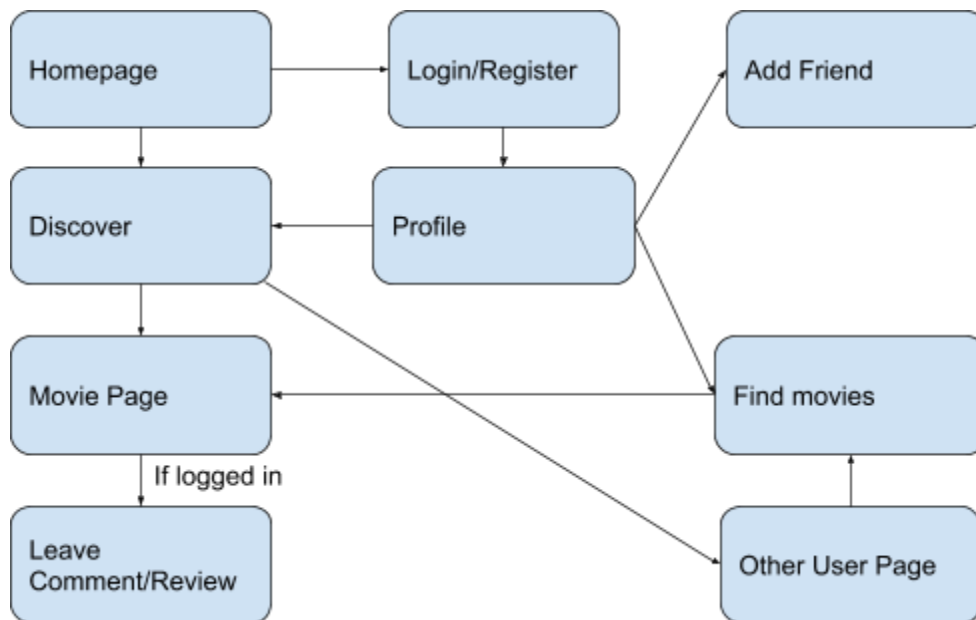 Homepage
Login/Register
Add Friend
Discover
Profile
Movie Page
Find movies
If logged in
Leave
Comment/Review
Other User Page